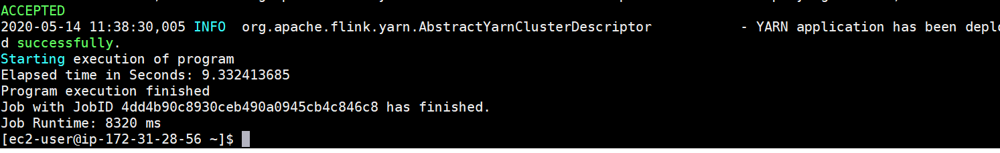 ACCEPTED
2020-05-14 11:38:30,005 INFO  org.apache.flink.yarn.AbstractYarnClusterDescriptor           - YARN application has been deplo
d successfully.
Starting execution of program
Elapsed time in Seconds: 9.332413685
Program execution finished
Job with JobID 4dd4b90c8930ceb490a0945cb4c846c8 has finished.
Job Runtime: 8320 ms
[ec2-user@ip-172-31-28-56 ~]$